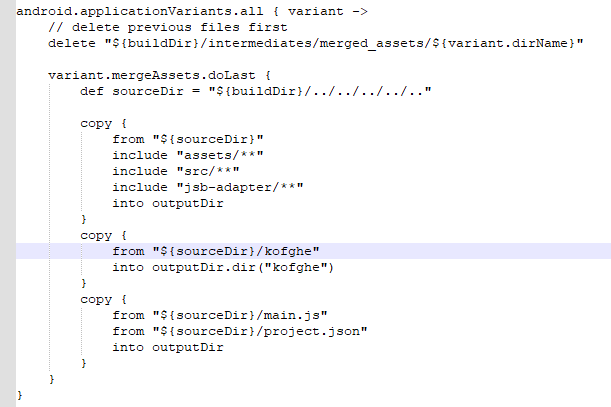 android.applicationVariants.all { variant ->
    // delete previous files first
    delete "${buildDir}/intermediates/merged_assets/${variant.dirName}"

    variant.mergeAssets.doLast {
        def sourceDir = "${buildDir}/../../../../.."

        copy {
            from "${sourceDir}"
            include "assets/**"
            include "src/**"
            include "jsb-adapter/**"
            into outputDir
        }
        copy {
            from "${sourceDir}/kofghe"
            into outputDir.dir("kofghe")
        }
        copy {
            from "${sourceDir}/main.js"
            from "${sourceDir}/project.json"
            into outputDir
        }
    }
}